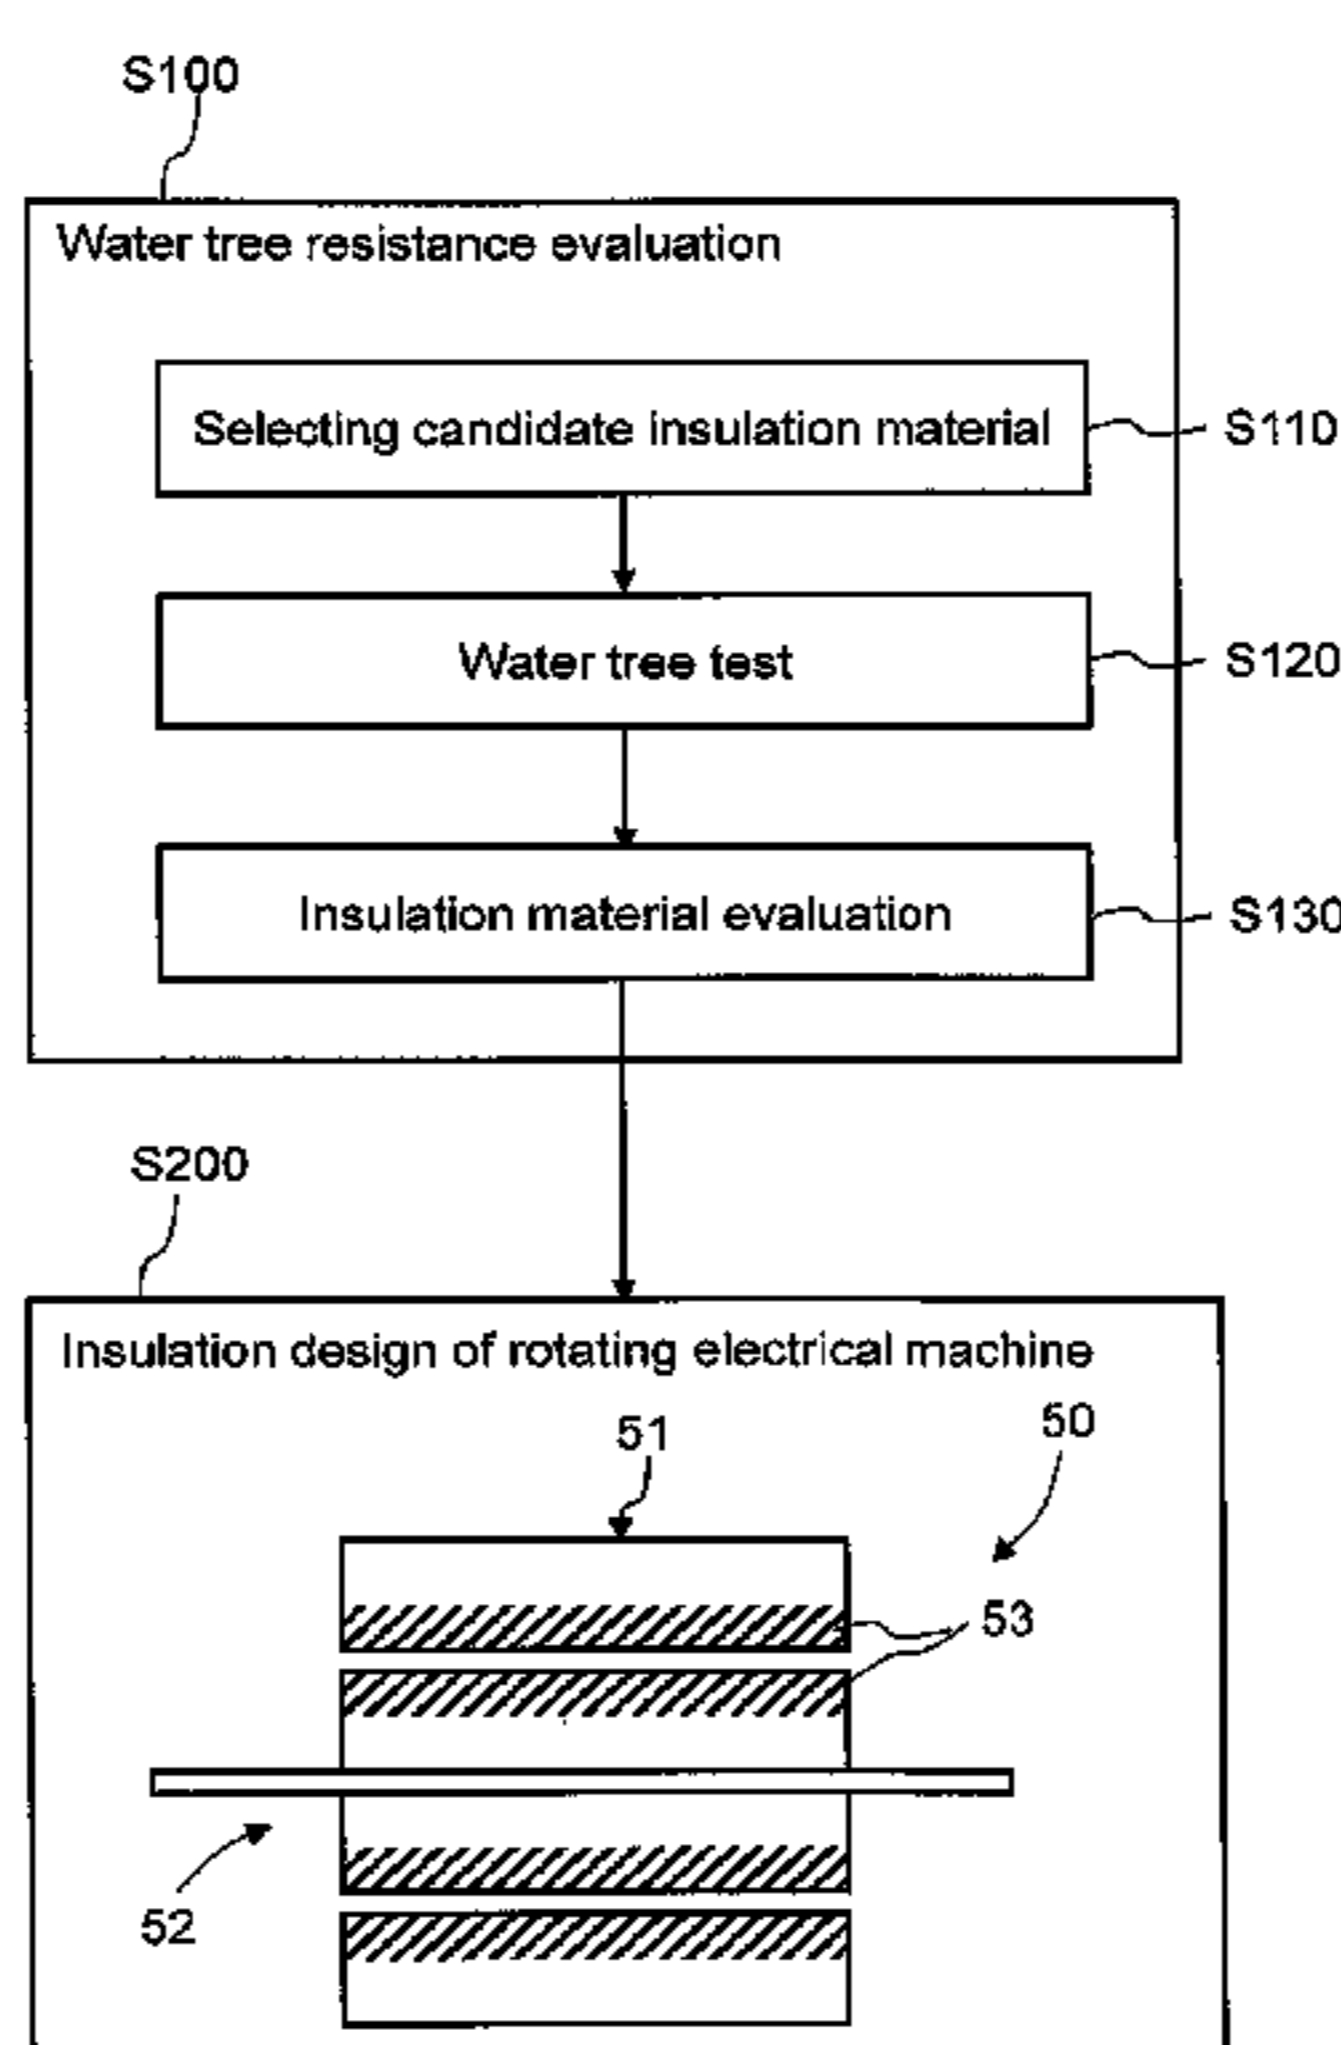 S100
Water tree resistance evaluation
Selecting candidate insulation material
S110
Water tree test
S120
Insulation material evaluation
S130
S200
Insulation design of rotating electrical machine
51
50
53
52